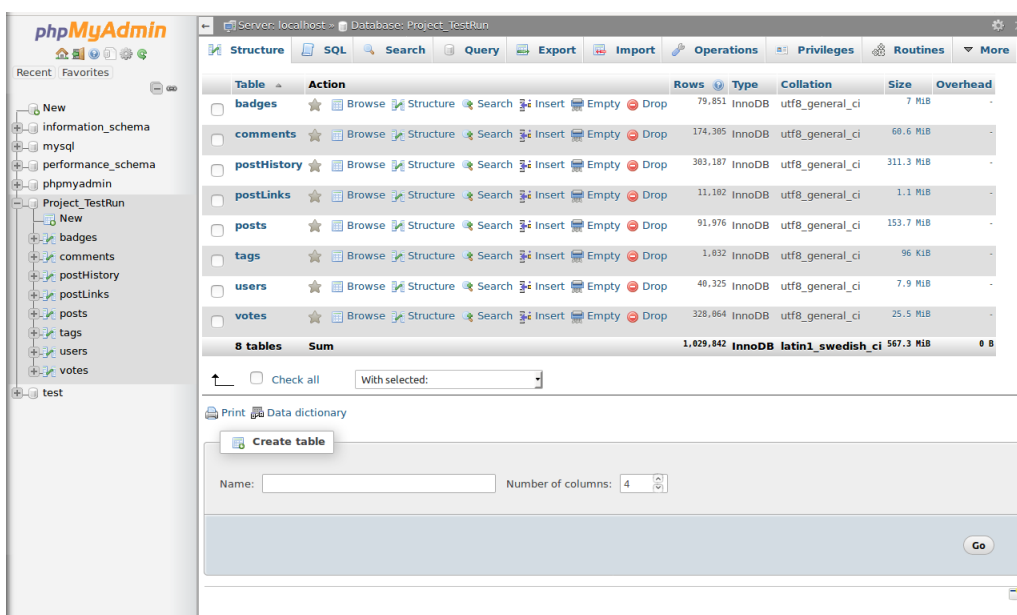 phpMyAdmin
Recent Favorites
New
information_schema
mysql
performance_schema
phpmyadmin
Project_TestRun
New
badges
comments
postHistory
postLinks
posts
tags
users
votes
test
Server: localhost » Database: Project_TestRun
Structure SQL Search Query Export Import Operations Privileges Routines More
Table Action Rows Type Collation Size Overhead
badges Browse Structure Search Insert Empty Drop 79,851 InnoDB utf8_general_ci 7 MiB -
comments Browse Structure Search Insert Empty Drop 174,305 InnoDB utf8_general_ci 60.6 MiB -
postHistory Browse Structure Search Insert Empty Drop 303,187 InnoDB utf8_general_ci 311.3 MiB -
postLinks Browse Structure Search Insert Empty Drop 11,102 InnoDB utf8_general_ci 1.1 MiB -
posts Browse Structure Search Insert Empty Drop 91,976 InnoDB utf8_general_ci 153.7 MiB -
tags Browse Structure Search Insert Empty Drop 1,032 InnoDB utf8_general_ci 96 KiB -
users Browse Structure Search Insert Empty Drop 40,325 InnoDB utf8_general_ci 7.9 MiB -
votes Browse Structure Search Insert Empty Drop 328,064 InnoDB utf8_general_ci 25.5 MiB -
8 tables Sum 1,029,842 InnoDB latin1_swedish_ci 567.3 MiB 0 B
Check all With selected:
Print Data dictionary
Create table
Name: Number of columns: 4
Go